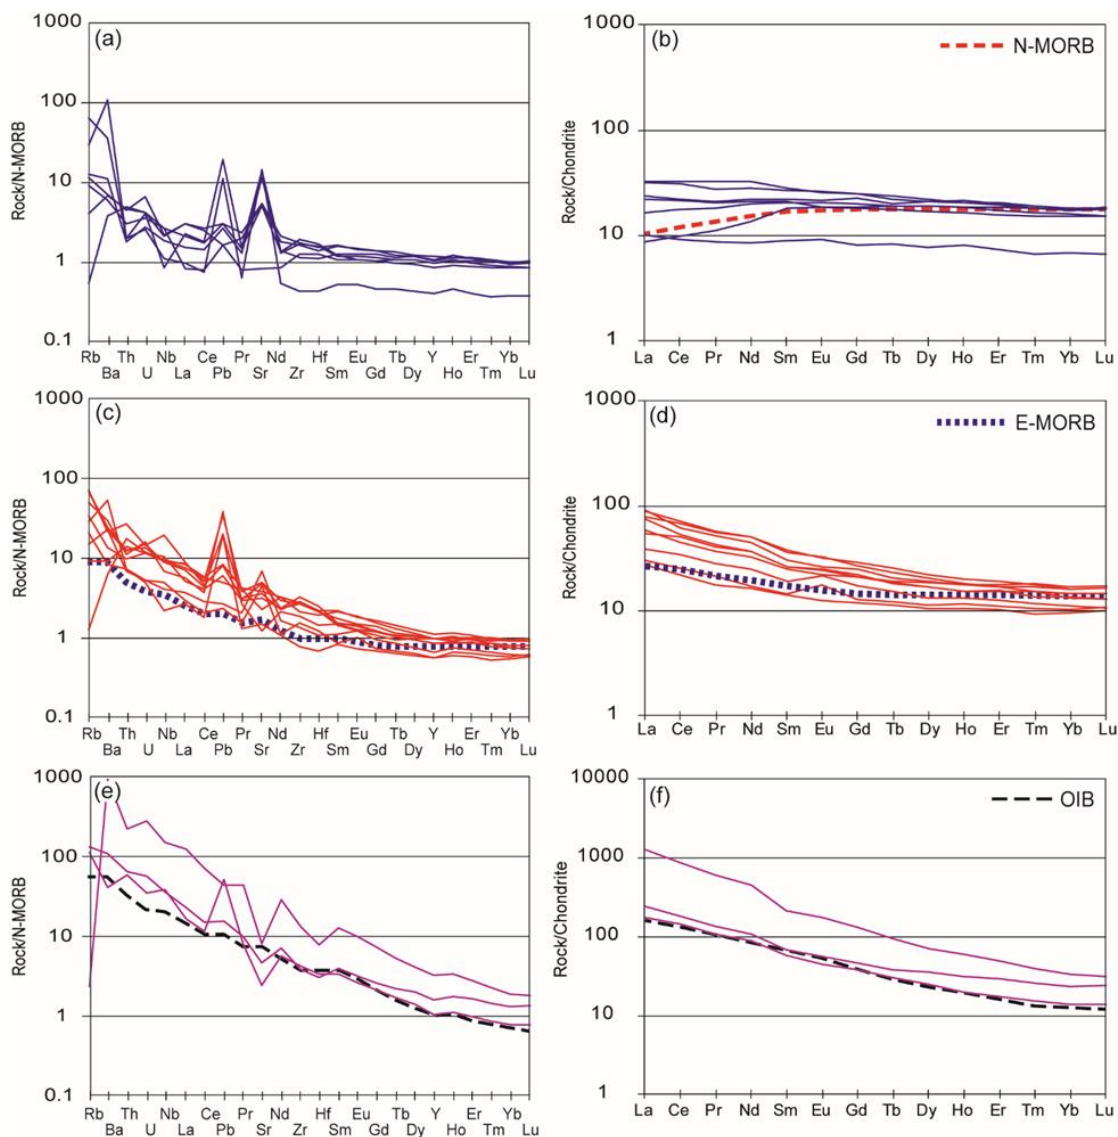 (a)
1000
100
10
1
0.1
Rock/N-MORB
Rb Th Nb Ce Pr Nd Hf Eu Tb Y Er Yb
Ba U La Pb Sr Zr Sm Gd Dy Ho Tm Lu
(b)
N-MORB
1000
100
10
1
Rock/Chondrite
La Ce Pr Nd Sm Eu Gd Tb Dy Ho Er Tm Yb Lu
(c)
1000
100
10
1
0.1
Rock/N-MORB
Rb Th Nb Ce Pr Nd Hf Eu Tb Y Er Yb
Ba U La Pb Sr Zr Sm Gd Dy Ho Tm Lu
(d)
E-MORB
1000
100
10
1
Rock/Chondrite
La Ce Pr Nd Sm Eu Gd Tb Dy Ho Er Tm Yb Lu
(e)
1000
100
10
1
0.1
Rock/N-MORB
Rb Th Nb Ce Pr Nd Hf Eu Tb Y Er Yb
Ba U La Pb Sr Zr Sm Gd Dy Ho Tm Lu
(f)
OIB
10000
1000
100
10
1
Rock/Chondrite
La Ce Pr Nd Sm Eu Gd Tb Dy Ho Er Tm Yb Lu